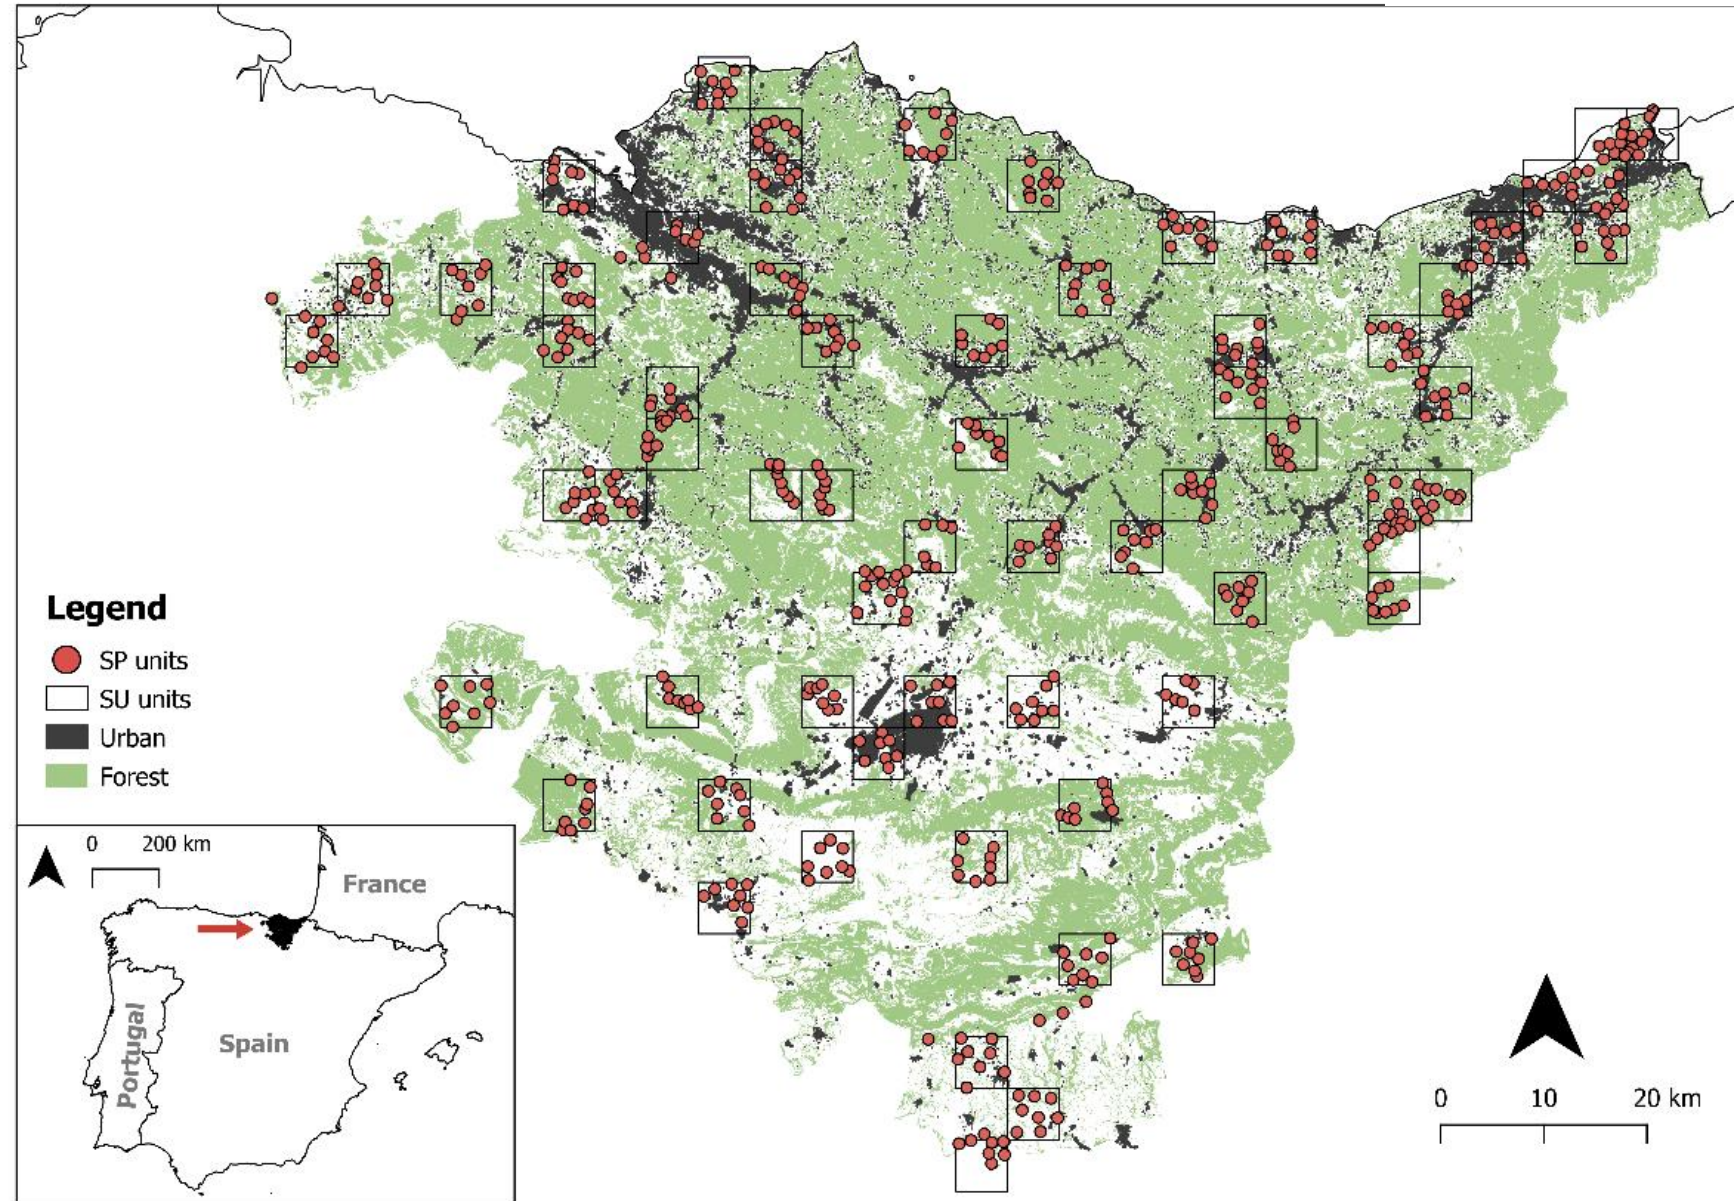 Legend
SP units
SU units
Urban
Forest
0 200 km
France
Portugal
Spain
0 10 20 km